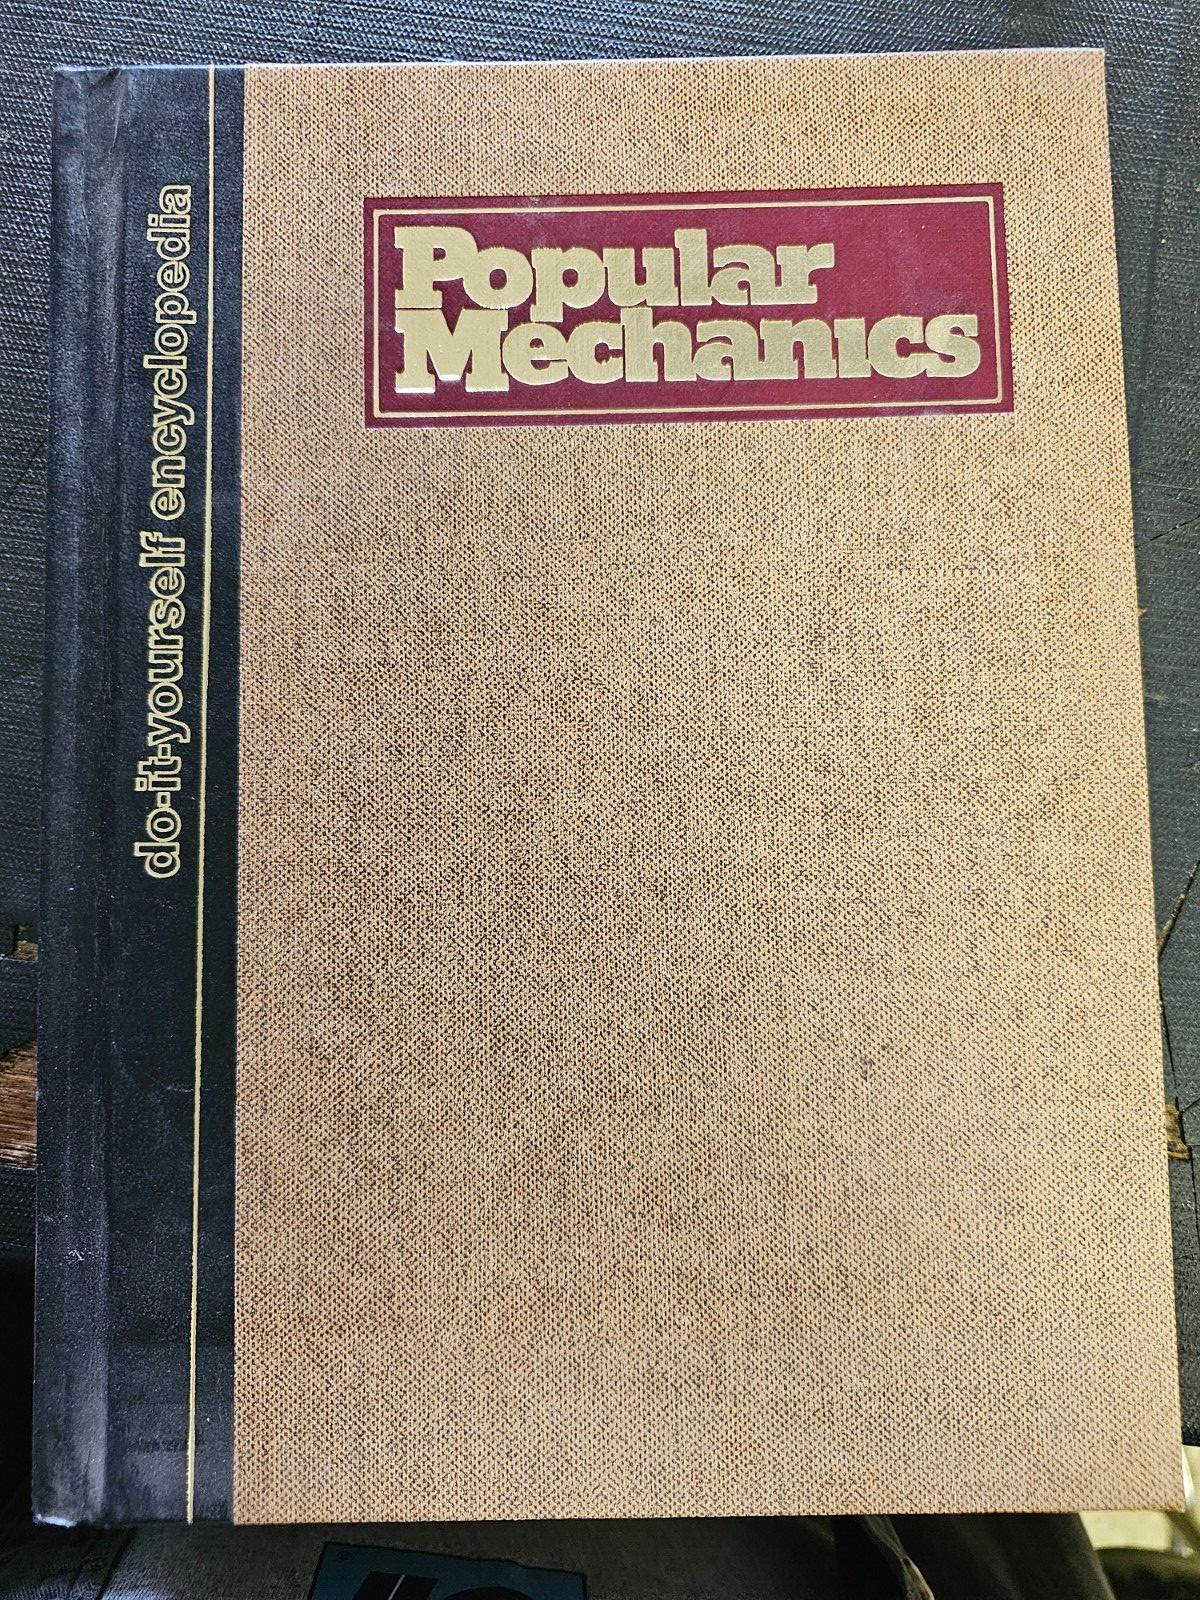 do-it-yourself encyclopedia
Popular
Mechanics